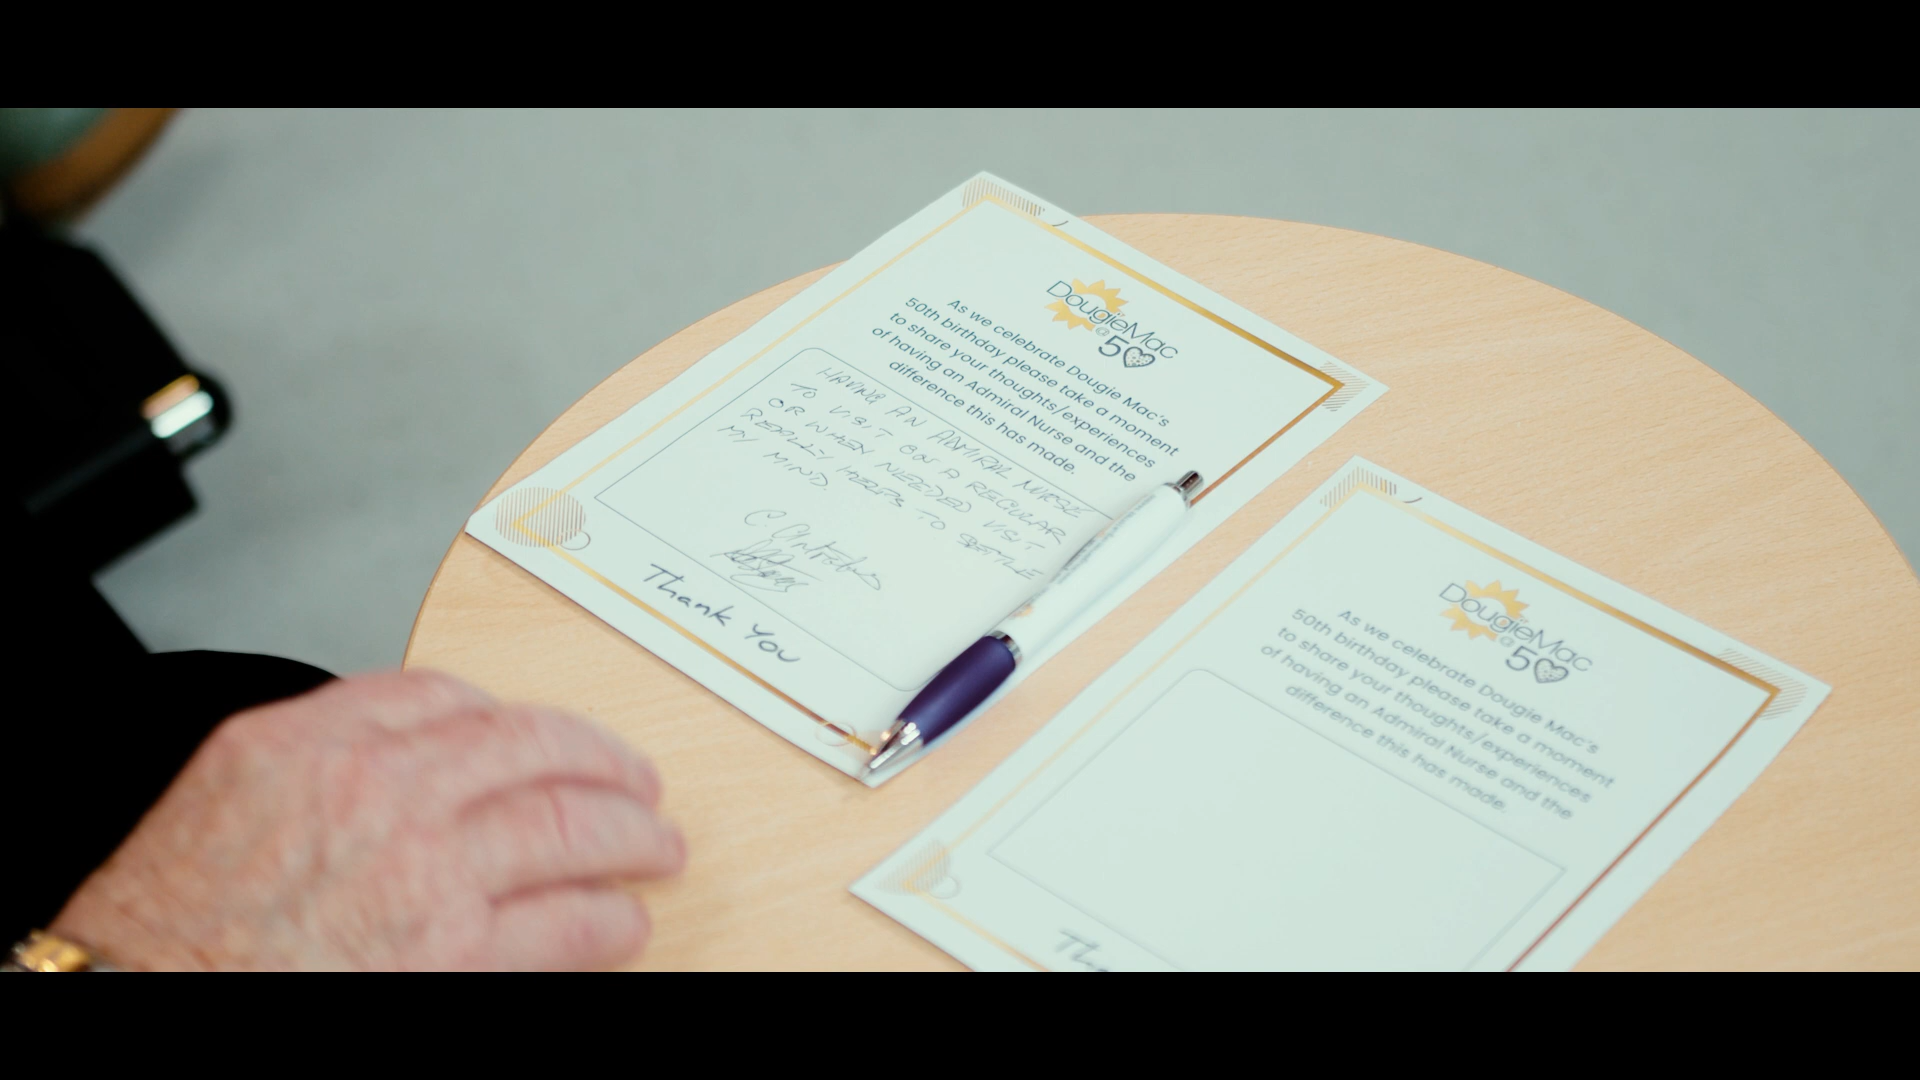 DougieMac
@
50
As we celebrate Dougie Mac's
50th birthday please take a moment
to share your thoughts/experiences
of having an Admiral Nurse and the
difference this has made.
HAVING AN ADMIRAL NURSE
TO VISIT ON A REGULAR
OR WHEN NEEDED VISIT
REALLY HELPS TO SETTLE
MY MIND.
C.
Thank You
DougieMac
@
50
As we celebrate Dougie Mac's
50th birthday please take a moment
to share your thoughts/experiences
of having an Admiral Nurse and the
difference this has made.